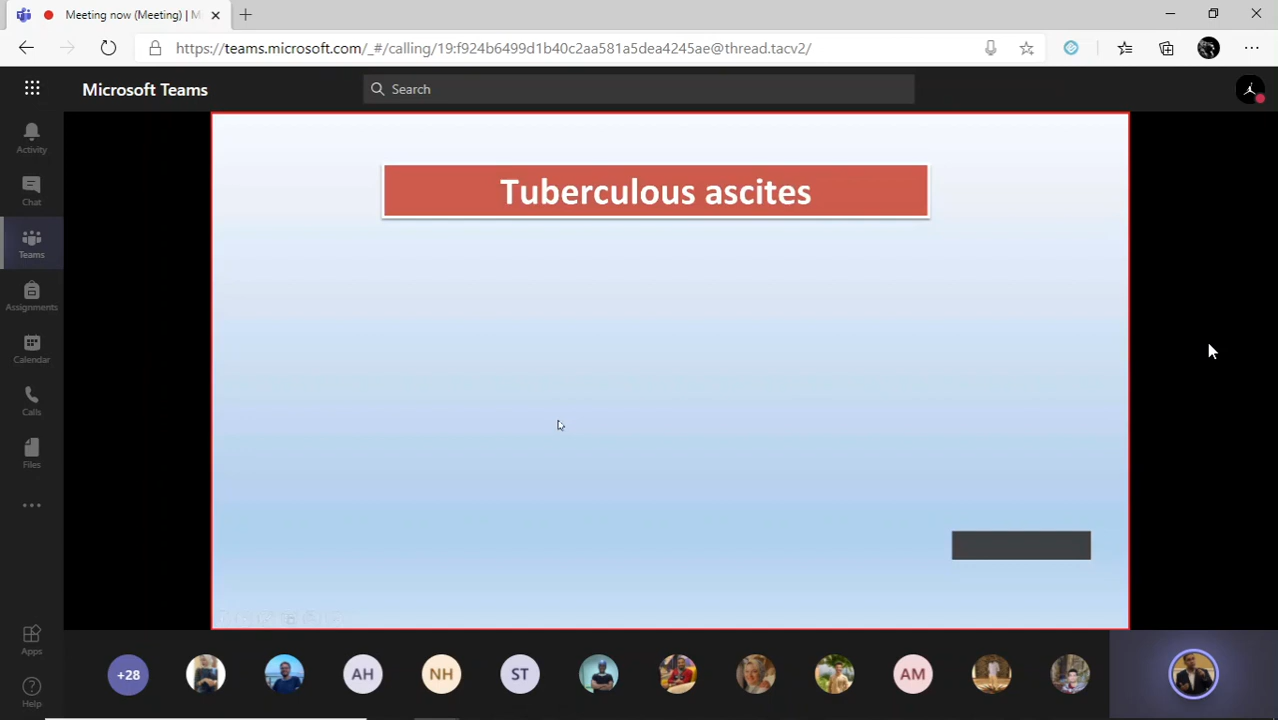 Meeting now (Meeting) | M
https://teams.microsoft.com/_#/calling/19:f924b6499d1b40c2aa581a5dea4245ae@thread.tacv2/
Microsoft Teams
Search
Activity
Chat
Teams
Assignments
Calendar
Calls
Files
Apps
Help
Tuberculous ascites
+28
AH
NH
ST
AM